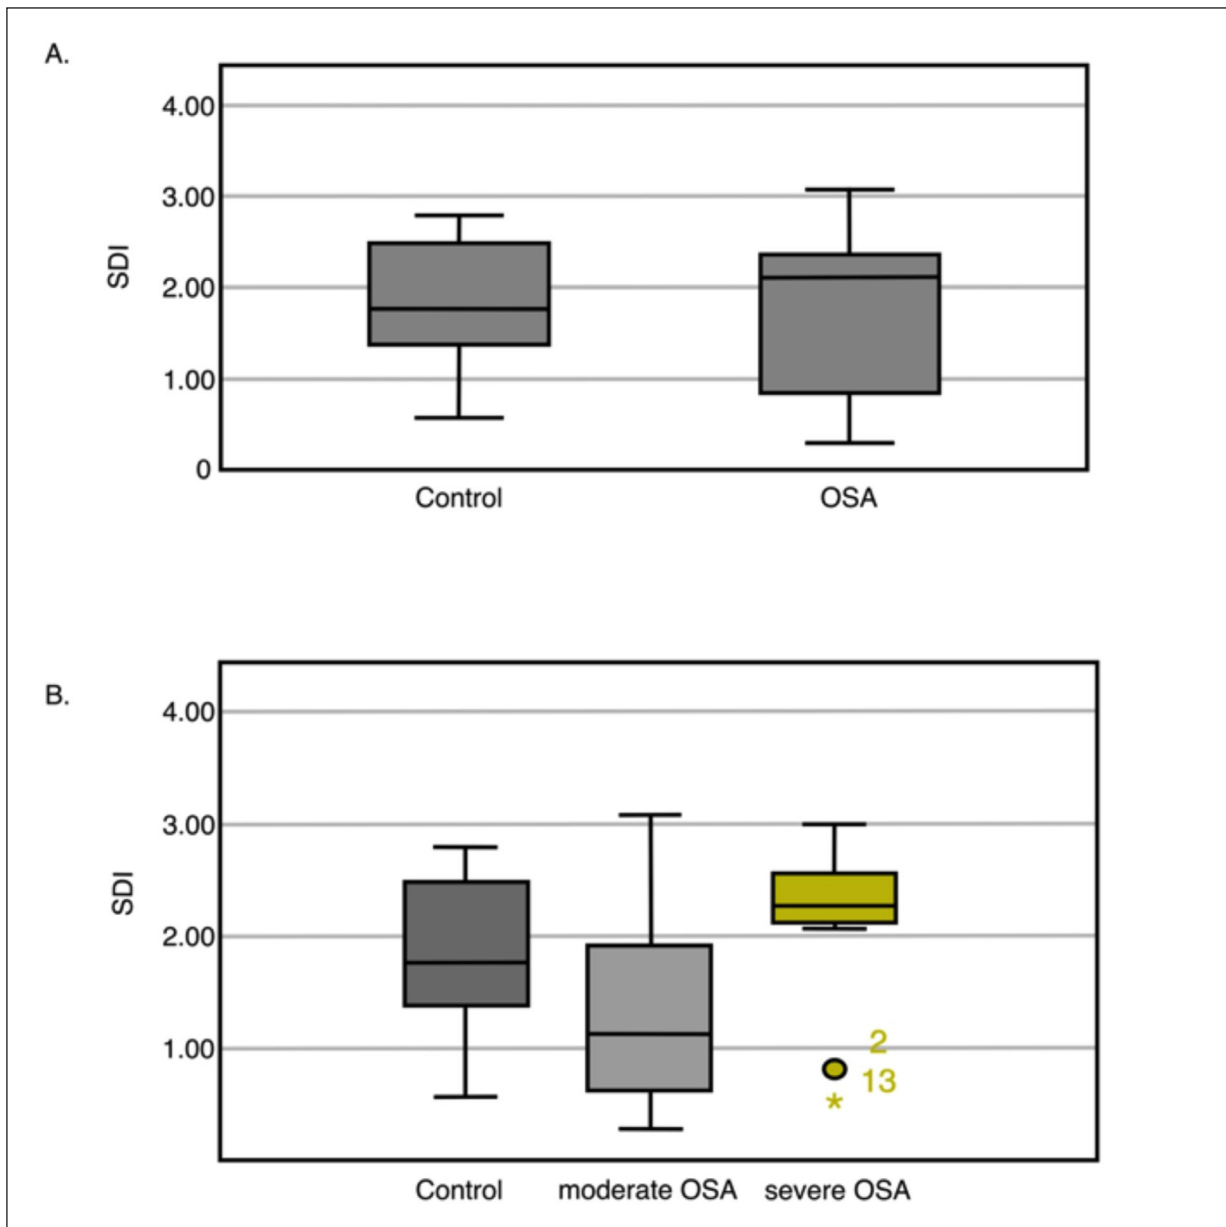 A.
4.00
3.00
2.00
1.00
0
SDI
Control OSA
B.
4.00
3.00
2.00
1.00
SDI
2
13
*
Control moderate OSA severe OSA